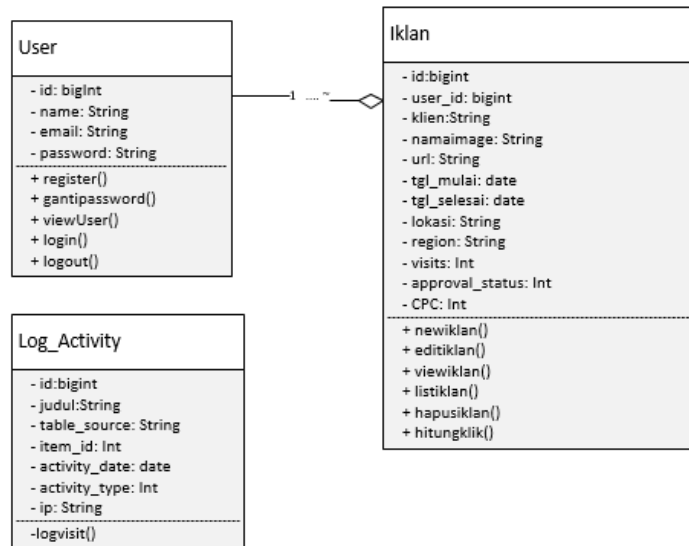 User
- id: bigInt
- name: String
- email: String
- password: String
+ register()
+ gantipassword()
+ viewUser()
+ login()
+ logout()
1 .... ~
Iklan
- id:bigint
- user_id: bigint
- klien:String
- namaimage: String
- url: String
- tgl_mulai: date
- tgl_selesai: date
- lokasi: String
- region: String
- visits: Int
- approval_status: Int
- CPC: Int
+ newiklan()
+ editiklan()
+ viewiklan()
+ listiklan()
+ hapusiklan()
+ hitungklik()
Log_Activity
- id:bigint
- judul:String
- table_source: String
- item_id: Int
- activity_date: date
- activity_type: Int
- ip: String
-logvisit()